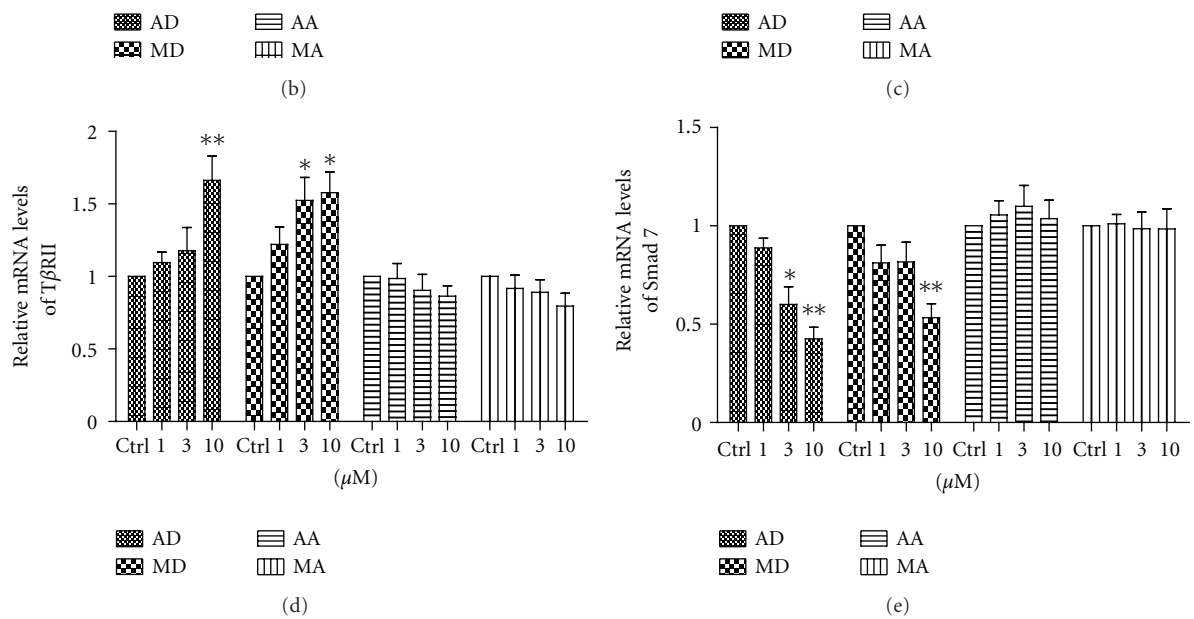 AD AA
MD MA
(b)
AD AA
MD MA
(c)
Relative mRNA levels
of TβRII
2
1.5
1
0.5
0
** * *
Ctrl 1 3 10 Ctrl 1 3 10 Ctrl 1 3 10 Ctrl 1 3 10
(μM)
AD AA
MD MA
(d)
Relative mRNA levels
of Smad 7
1.5
1
0.5
0
* ** **
Ctrl 1 3 10 Ctrl 1 3 10 Ctrl 1 3 10 Ctrl 1 3 10
(μM)
AD AA
MD MA
(e)